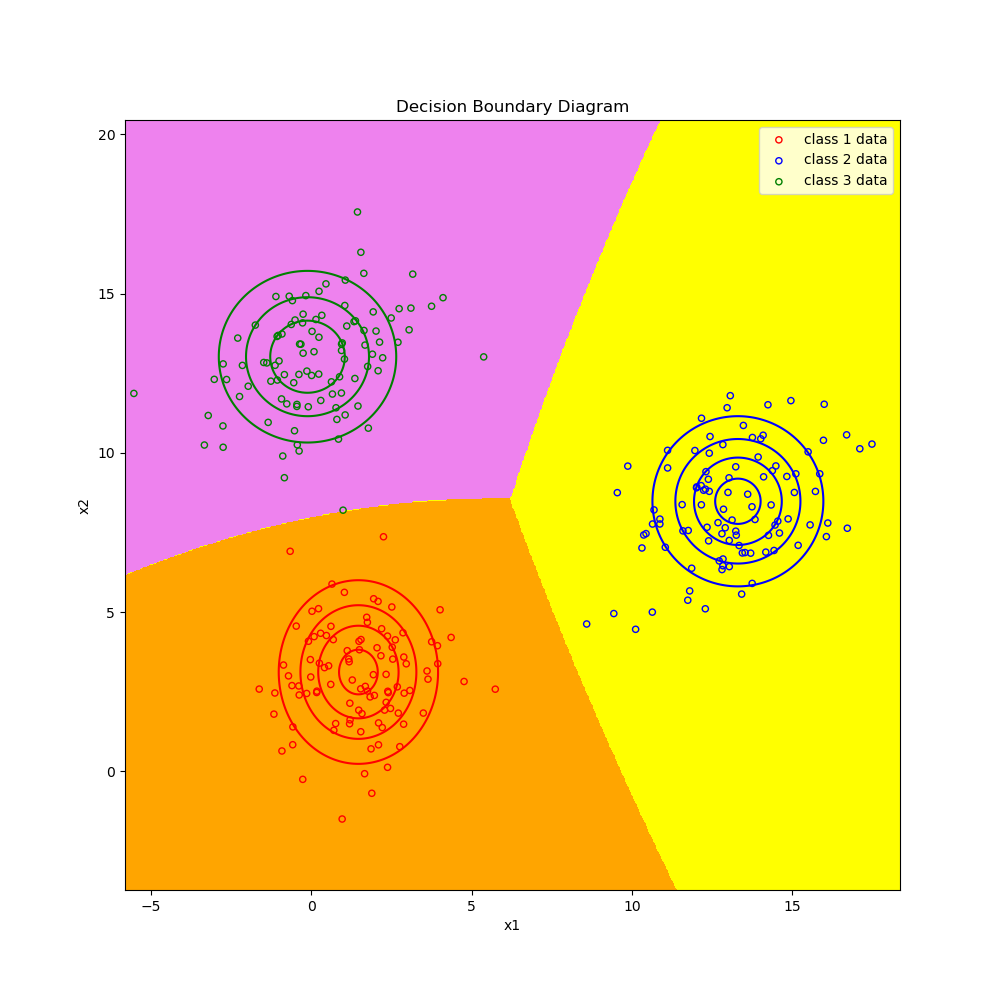 Decision Boundary Diagram
class 1 data
class 2 data
class 3 data
20
15
10
5
0
x2
−5
0
5
10
15
x1